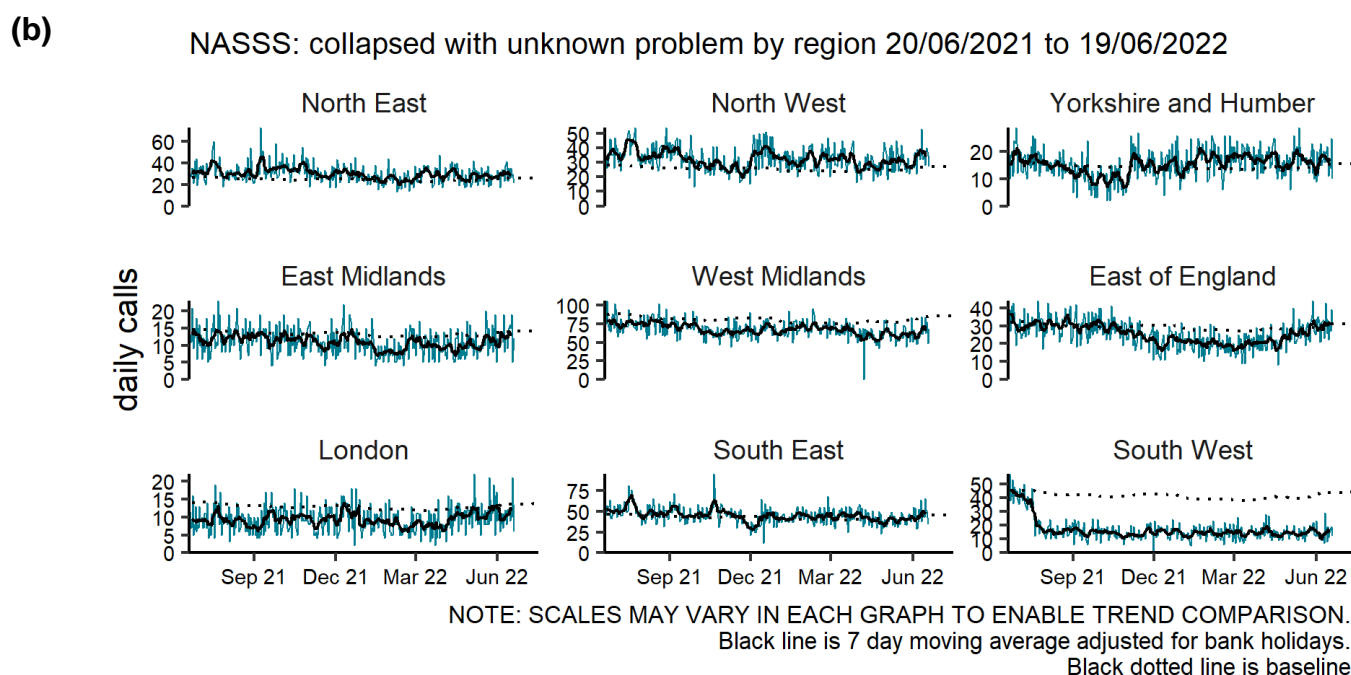 (b)
NASSS: collapsed with unknown problem by region 20/06/2021 to 19/06/2022
daily calls
North East
60
40
20
0
North West
50
40
30
20
10
0
Yorkshire and Humber
20
10
0
East Midlands
20
15
10
5
0
West Midlands
100
75
50
25
0
East of England
40
30
20
10
0
London
20
15
10
5
0
Sep 21 Dec 21 Mar 22 Jun 22
South East
75
50
25
0
Sep 21 Dec 21 Mar 22 Jun 22
South West
50
40
30
20
10
0
Sep 21 Dec 21 Mar 22 Jun 22
NOTE: SCALES MAY VARY IN EACH GRAPH TO ENABLE TREND COMPARISON.
Black line is 7 day moving average adjusted for bank holidays.
Black dotted line is baseline